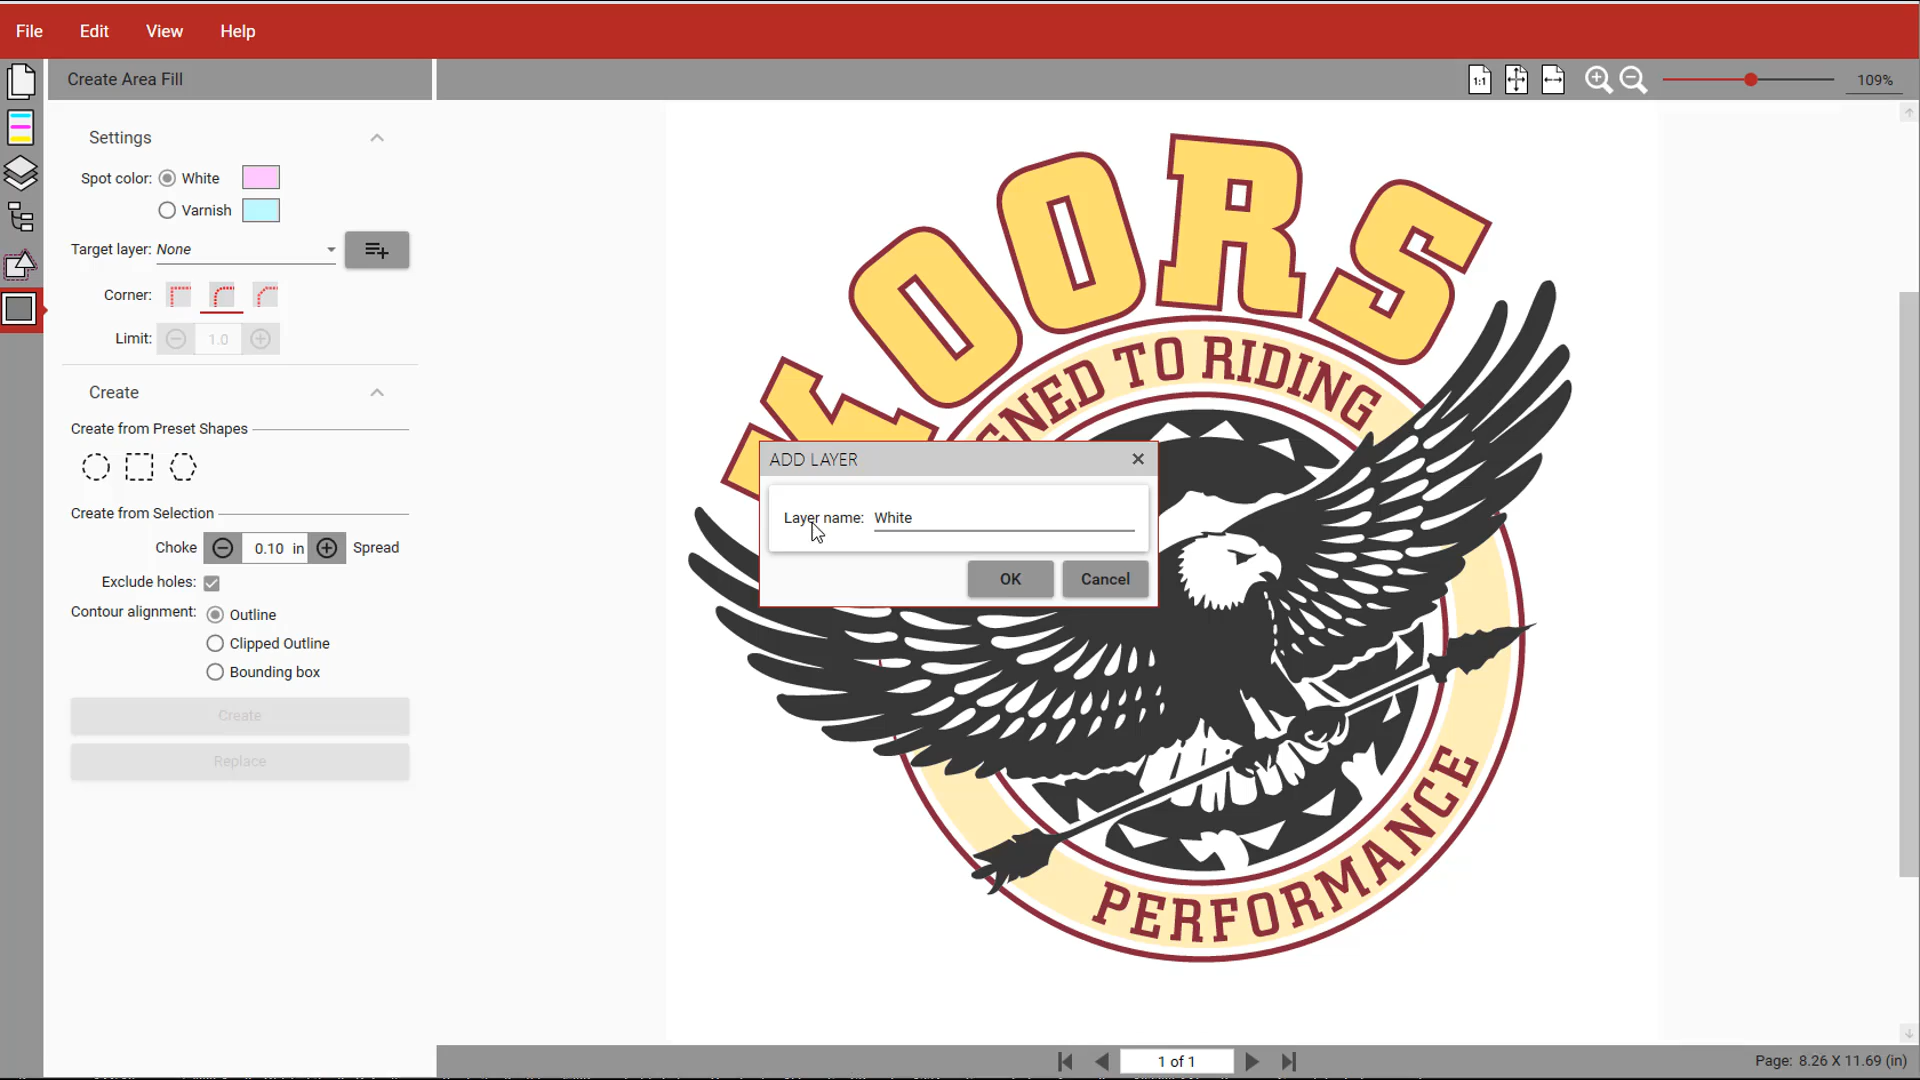 File Edit View Help
Create Area Fill
1:1
109%
Settings
Spot color: White
Varnish
Target layer: None
Corner:
Limit: 1.0
Create
Create from Preset Shapes
Create from Selection
Choke 0.10 in Spread
Exclude holes:
Contour alignment: Outline
Clipped Outline
Bounding box
Create
Replace
OORS
NED TO RIDING
PERFORMANCE
ADD LAYER
Layer name: White
OK Cancel
1 of 1
Page: 8.26 X 11.69 (in)